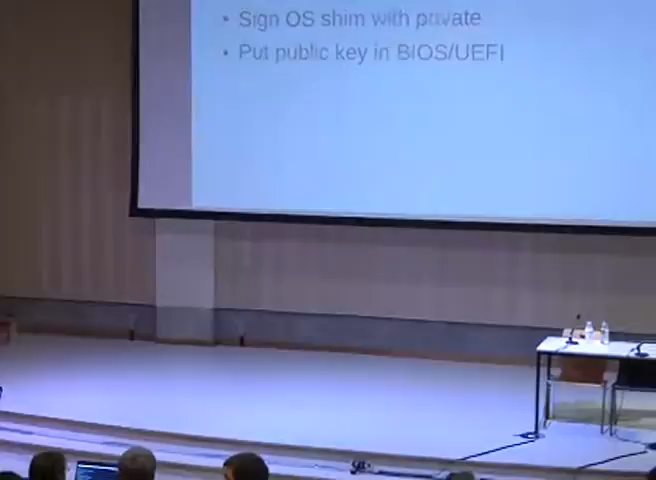 • Sign OS shim with private
• Put public key in BIOS/UEFI